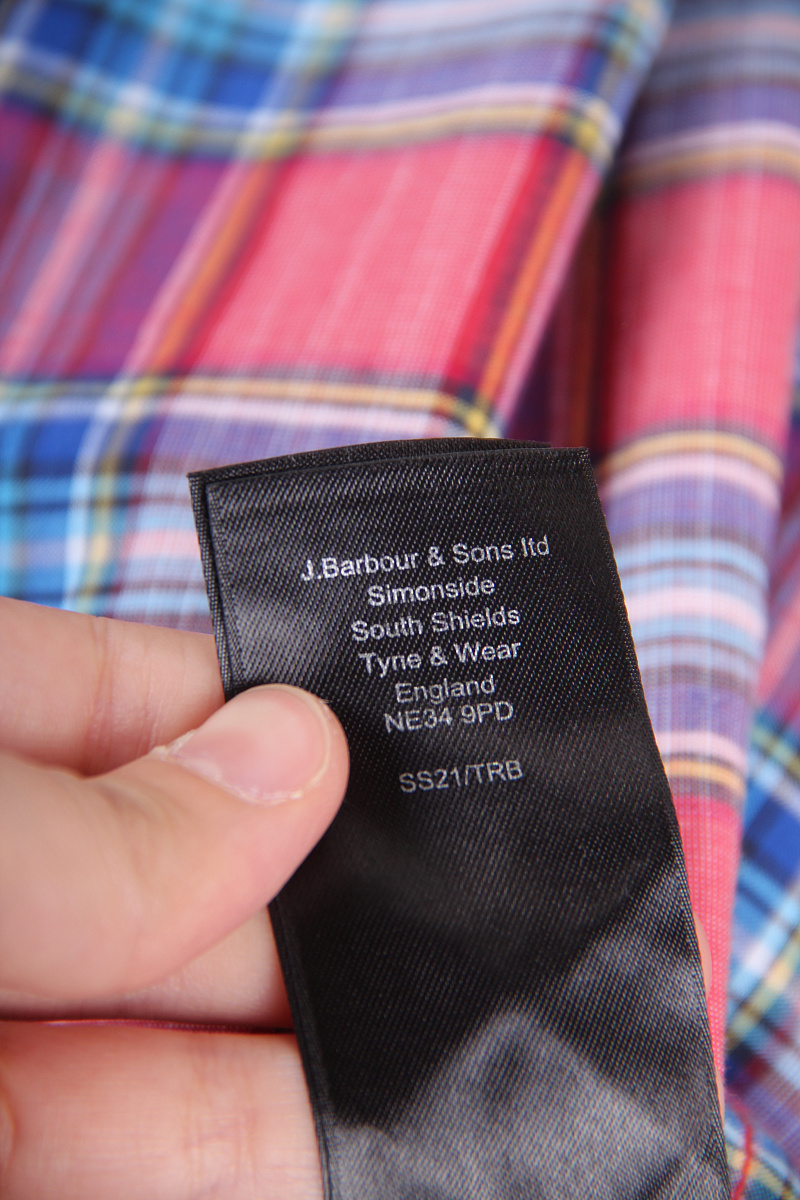 J.Barbour & Sons ltd
Simonside
South Shields
Tyne & Wear
England
NE34 9PD
SS21/TRB